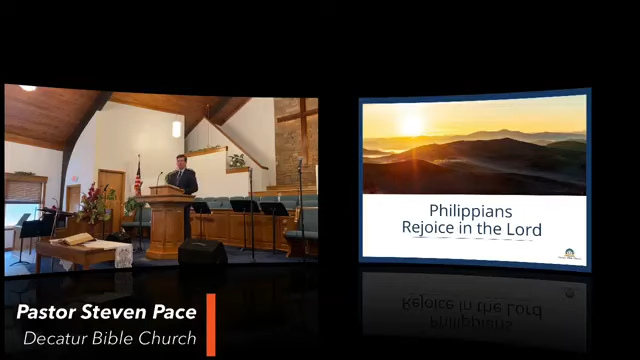 Philippians
Rejoice in the Lord
Pastor Steven Pace
Decatur Bible Church